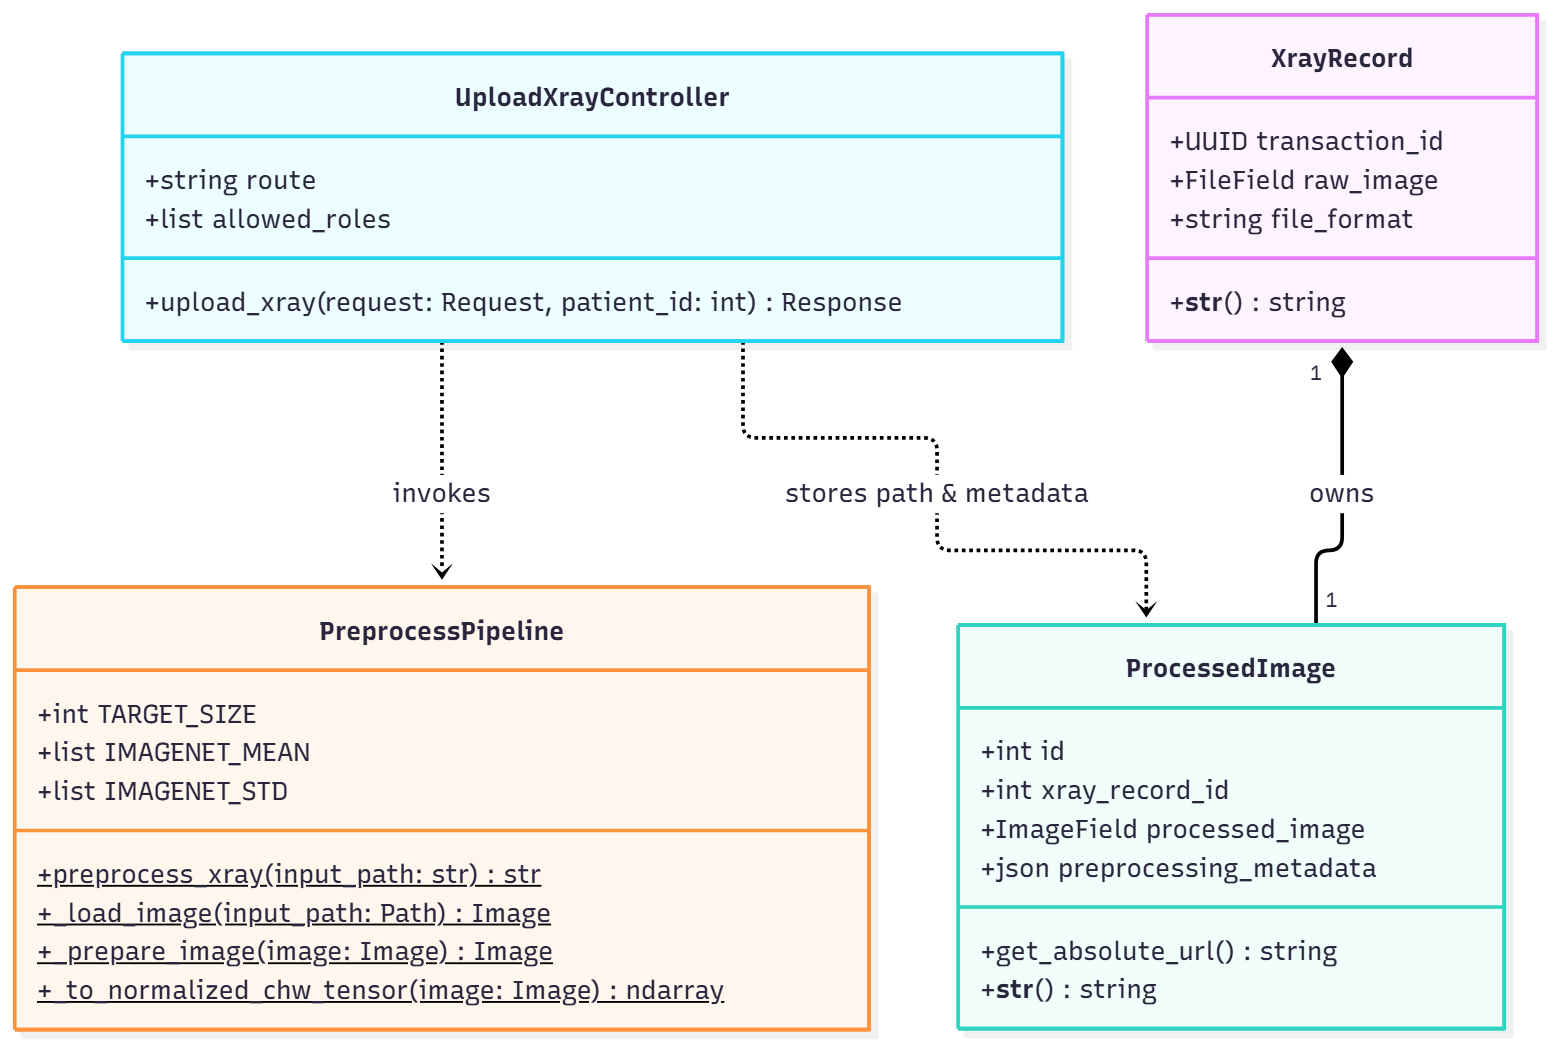 UploadXrayController
+string route
+list allowed_roles
+upload_xray(request: Request, patient_id: int) : Response
XrayRecord
+UUID transaction_id
+FileField raw_image
+string file_format
+str() : string
1
invokes
stores path & metadata
owns
1
PreprocessPipeline
+int TARGET_SIZE
+list IMAGENET_MEAN
+list IMAGENET_STD
+preprocess_xray(input_path: str) : str
+_load_image(input_path: Path) : Image
+_prepare_image(image: Image) : Image
+_to_normalized_chw_tensor(image: Image) : ndarray
ProcessedImage
+int id
+int xray_record_id
+ImageField processed_image
+json preprocessing_metadata
+get_absolute_url() : string
+str() : string